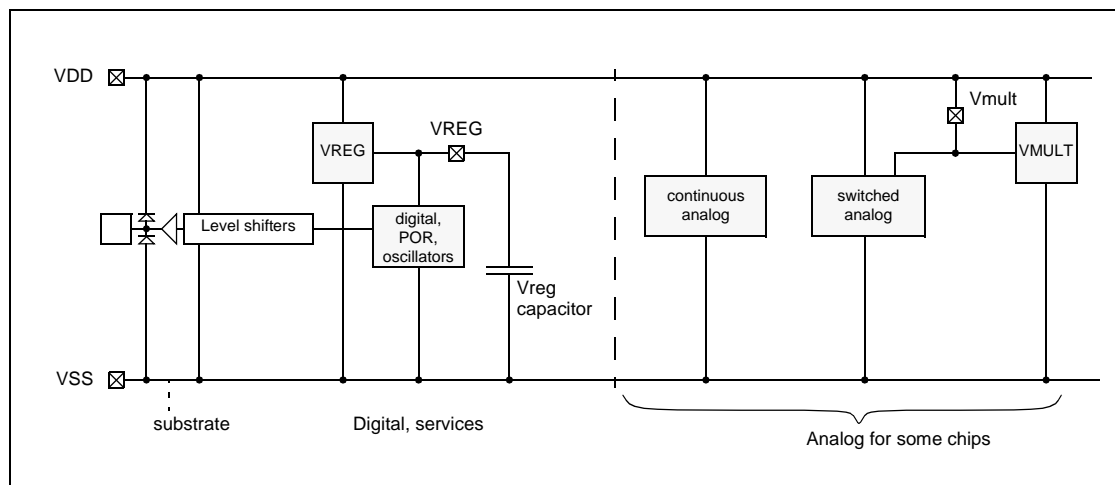 VDD
Vmult
VREG
VREG
VMULT
continuous
analog
switched
analog
Level shifters
digital,
POR,
oscillators
Vreg
capacitor
VSS
substrate
Digital, services
Analog for some chips